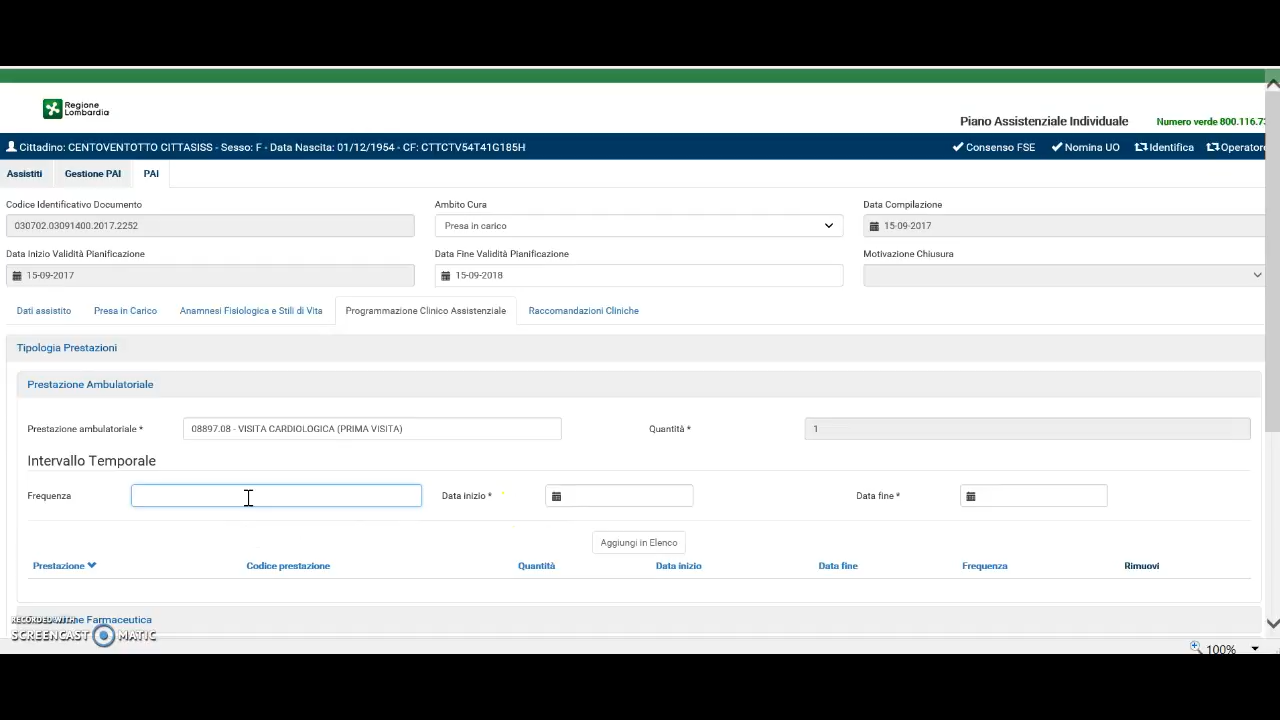 Regione
Lombardia
Piano Assistenziale Individuale
Numero verde 800.116.73
Cittadino: CENTOVENTOTTO CITTASISS - Sesso: F - Data Nascita: 01/12/1954 - CF: CTTCTV54T41G185H
Consenso FSE
Nomina UO
Identifica
Operatore
Assistiti
Gestione PAI
PAI
Codice Identificativo Documento
Ambito Cura
Data Compilazione
030702.03091400.2017.2252
Presa in carico
15-09-2017
Data Inizio Validità Pianificazione
Data Fine Validità Pianificazione
Motivazione Chiusura
15-09-2017
15-09-2018
Dati assistito
Presa in Carico
Anamnesi Fisiologica e Stili di Vita
Programmazione Clinico Assistenziale
Raccomandazioni Cliniche
Tipologia Prestazioni
Prestazione Ambulatoriale
Prestazione ambulatoriale *
08897.08 - VISITA CARDIOLOGICA (PRIMA VISITA)
Quantità *
1
Intervallo Temporale
Frequenza
Data inizio *
Data fine *
Aggiungi in Elenco
Prestazione
Codice prestazione
Quantità
Data inizio
Data fine
Frequenza
Rimuovi
Farmaceutica
RECORDED WITH
SCREENCAST MATIC
100%